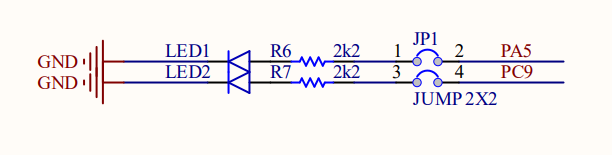 JP1
GND LED1 R6 2k2 1 2 PA5
GND LED2 R7 2k2 3 4 PC9
JUMP 2X2